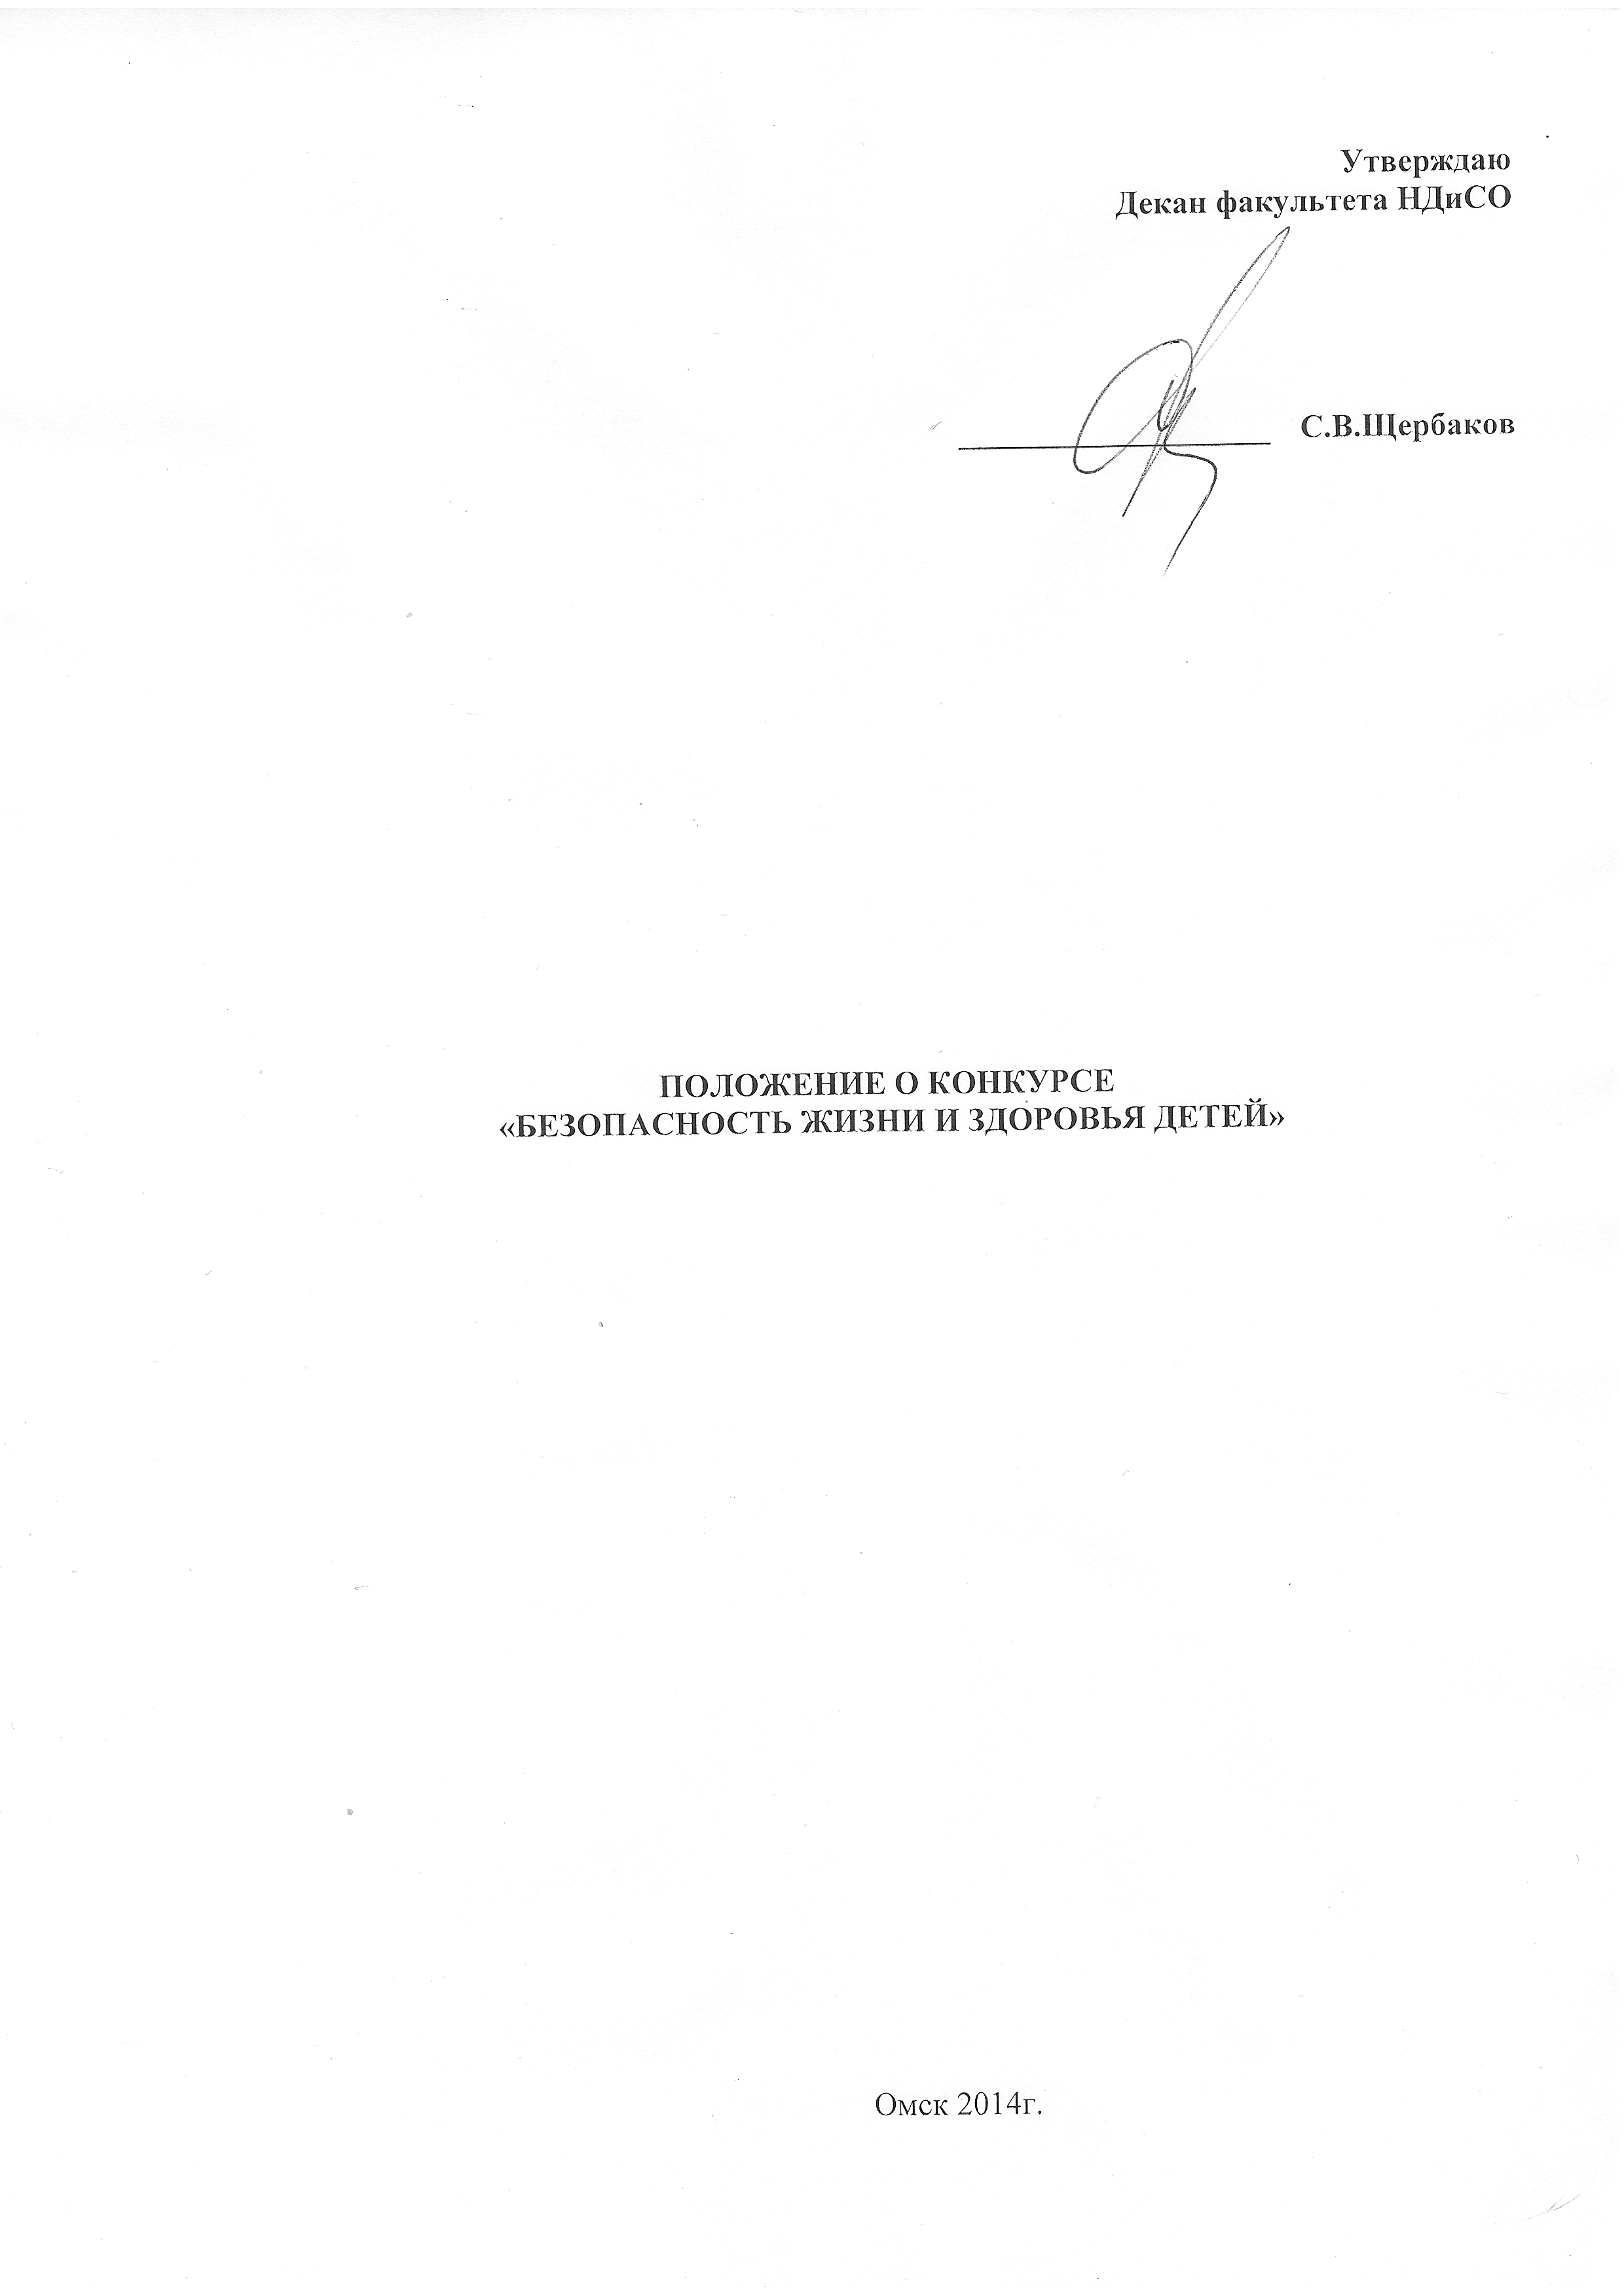 Утверждаю
Декан факультета НДиСО
С.В.Щербаков
ПОЛОЖЕНИЕ О КОНКУРСЕ
«БЕЗОПАСНОСТЬ ЖИЗНИ И ЗДОРОВЬЯ ДЕТЕЙ»
Омск 2014г.